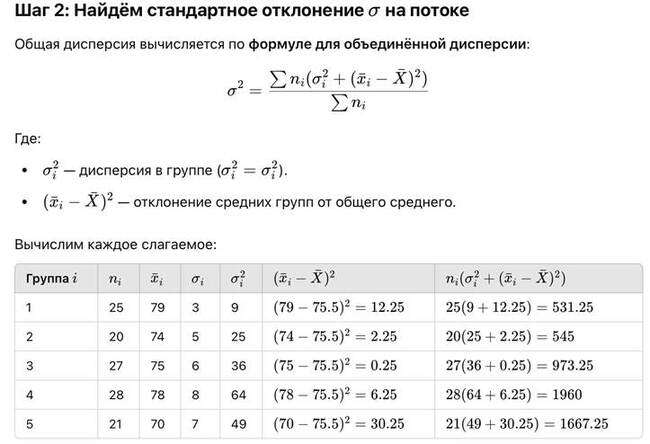 Шаг 2: Найдём стандартное отклонение σ на потоке
Общая дисперсия вычисляется по формуле для объединённой дисперсии:
σ² = ∑ nᵢ(σᵢ² + (x̄ᵢ − X̄)²) / ∑ nᵢ
Где:
• σᵢ² — дисперсия в группе (σᵢ² = σᵢ²).
• (x̄ᵢ − X̄)² — отклонение средних групп от общего среднего.
Вычислим каждое слагаемое:
Группа i nᵢ x̄ᵢ σᵢ σᵢ² (x̄ᵢ − X̄)² nᵢ(σᵢ² + (x̄ᵢ − X̄)²)
1 25 79 3 9 (79 − 75.5)² = 12.25 25(9 + 12.25) = 531.25
2 20 74 5 25 (74 − 75.5)² = 2.25 20(25 + 2.25) = 545
3 27 75 6 36 (75 − 75.5)² = 0.25 27(36 + 0.25) = 973.25
4 28 78 8 64 (78 − 75.5)² = 6.25 28(64 + 6.25) = 1960
5 21 70 7 49 (70 − 75.5)² = 30.25 21(49 + 30.25) = 1667.25